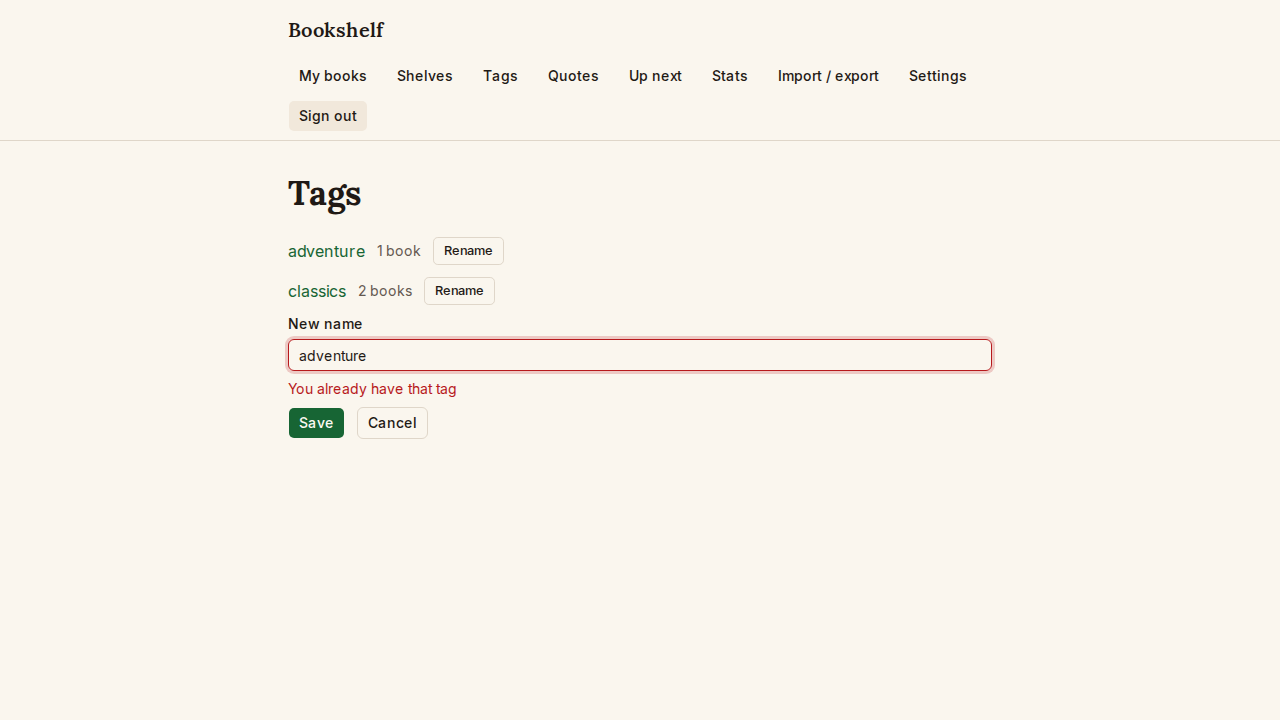 Bookshelf
My books Shelves Tags Quotes Up next Stats Import / export Settings
Sign out
Tags
adventure 1 book Rename
classics 2 books Rename
New name
adventure
You already have that tag
Save Cancel